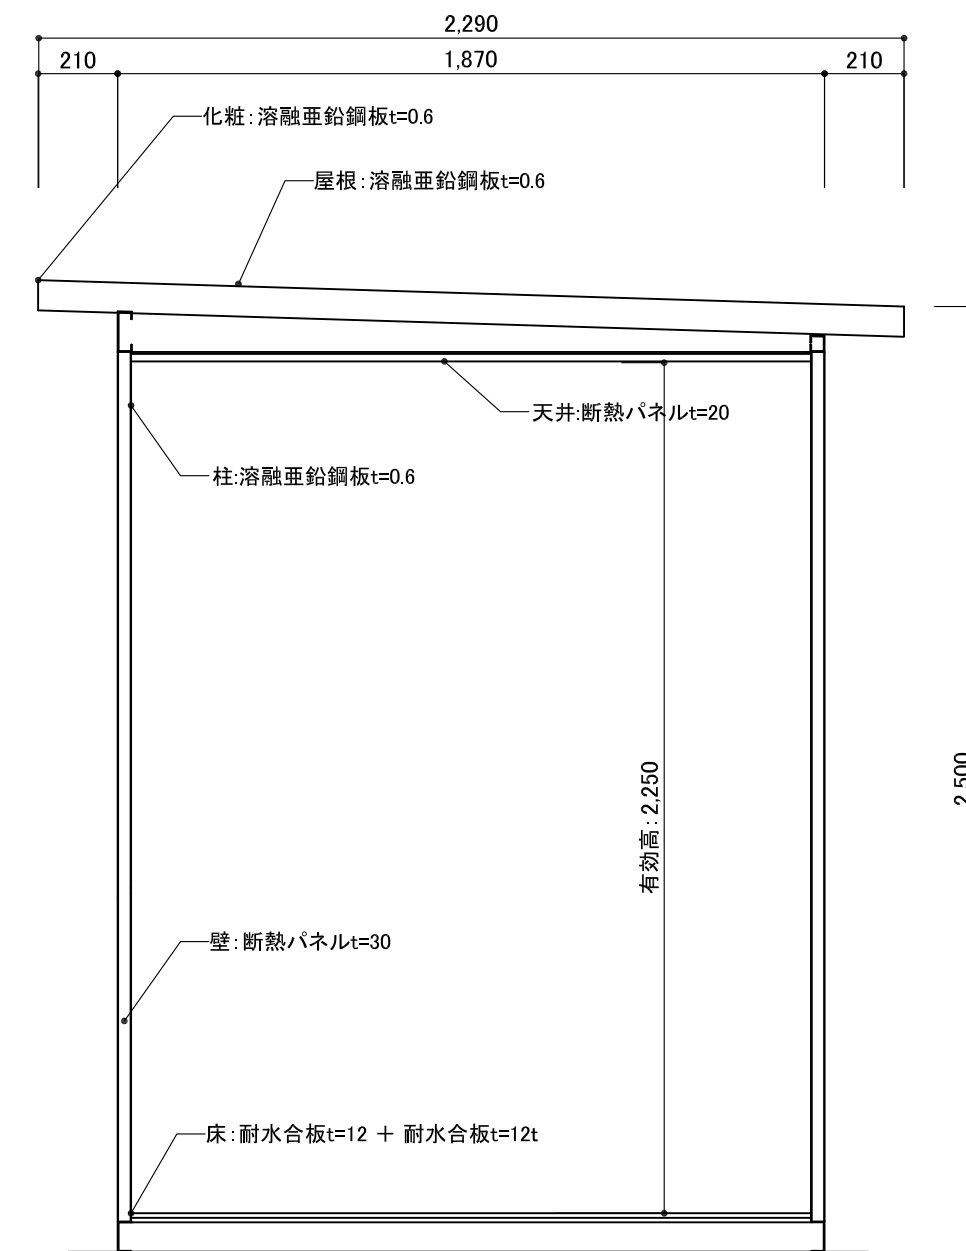 2,290
210
1,870
210
化粧:溶融亜鉛鋼板t=0.6
屋根:溶融亜鉛鋼板t=0.6
天井:断熱パネルt=20
柱:溶融亜鉛鋼板t=0.6
有効高:2,250
2,500
壁:断熱パネルt=30
床:耐水合板t=12 + 耐水合板t=12t